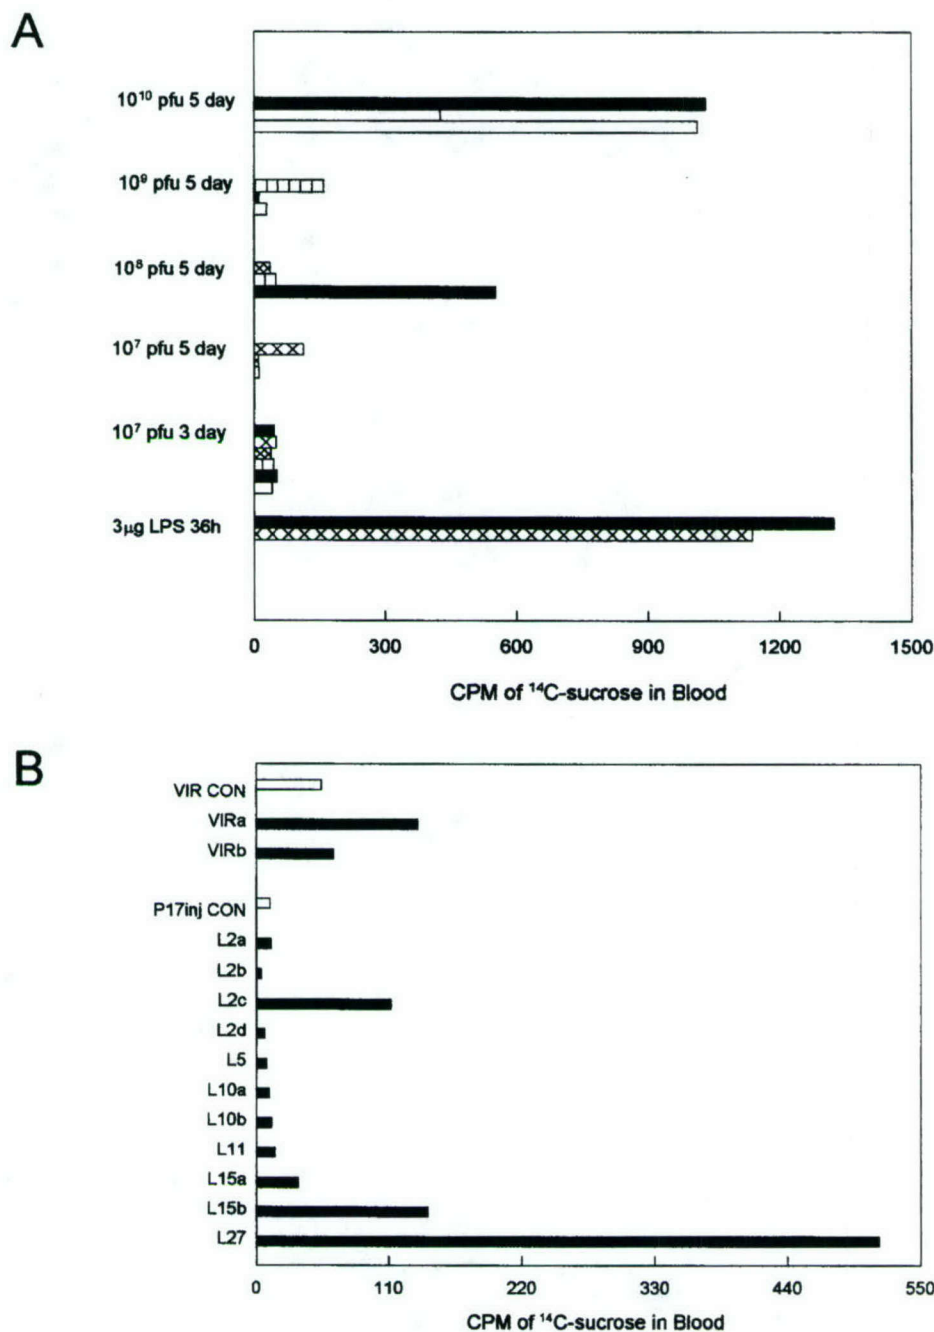 A
10¹⁰ pfu 5 day
10⁹ pfu 5 day
10⁸ pfu 5 day
10⁷ pfu 5 day
10⁷ pfu 3 day
3µg LPS 36h
0 300 600 900 1200 1500
CPM of ¹⁴C-sucrose in Blood
B
VIR CON
VIRa
VIRb
P17inj CON
L2a
L2b
L2c
L2d
L5
L10a
L10b
L11
L15a
L15b
L27
0 110 220 330 440 550
CPM of ¹⁴C-sucrose in Blood